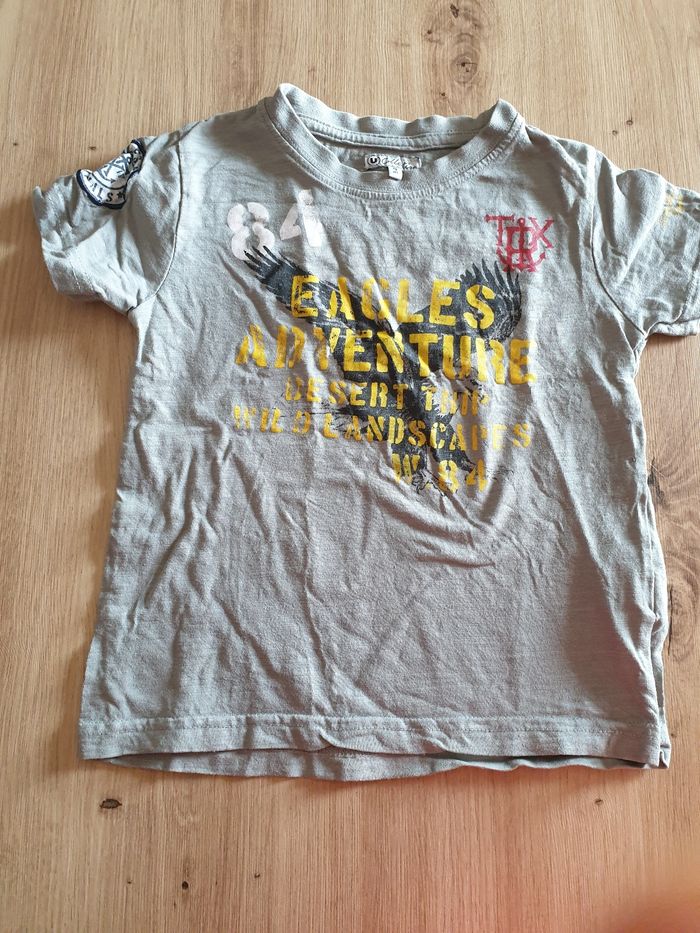 84
EAGLES
ADVENTURE
DESERT TRIP
WILD LANDSCAPES
W 84